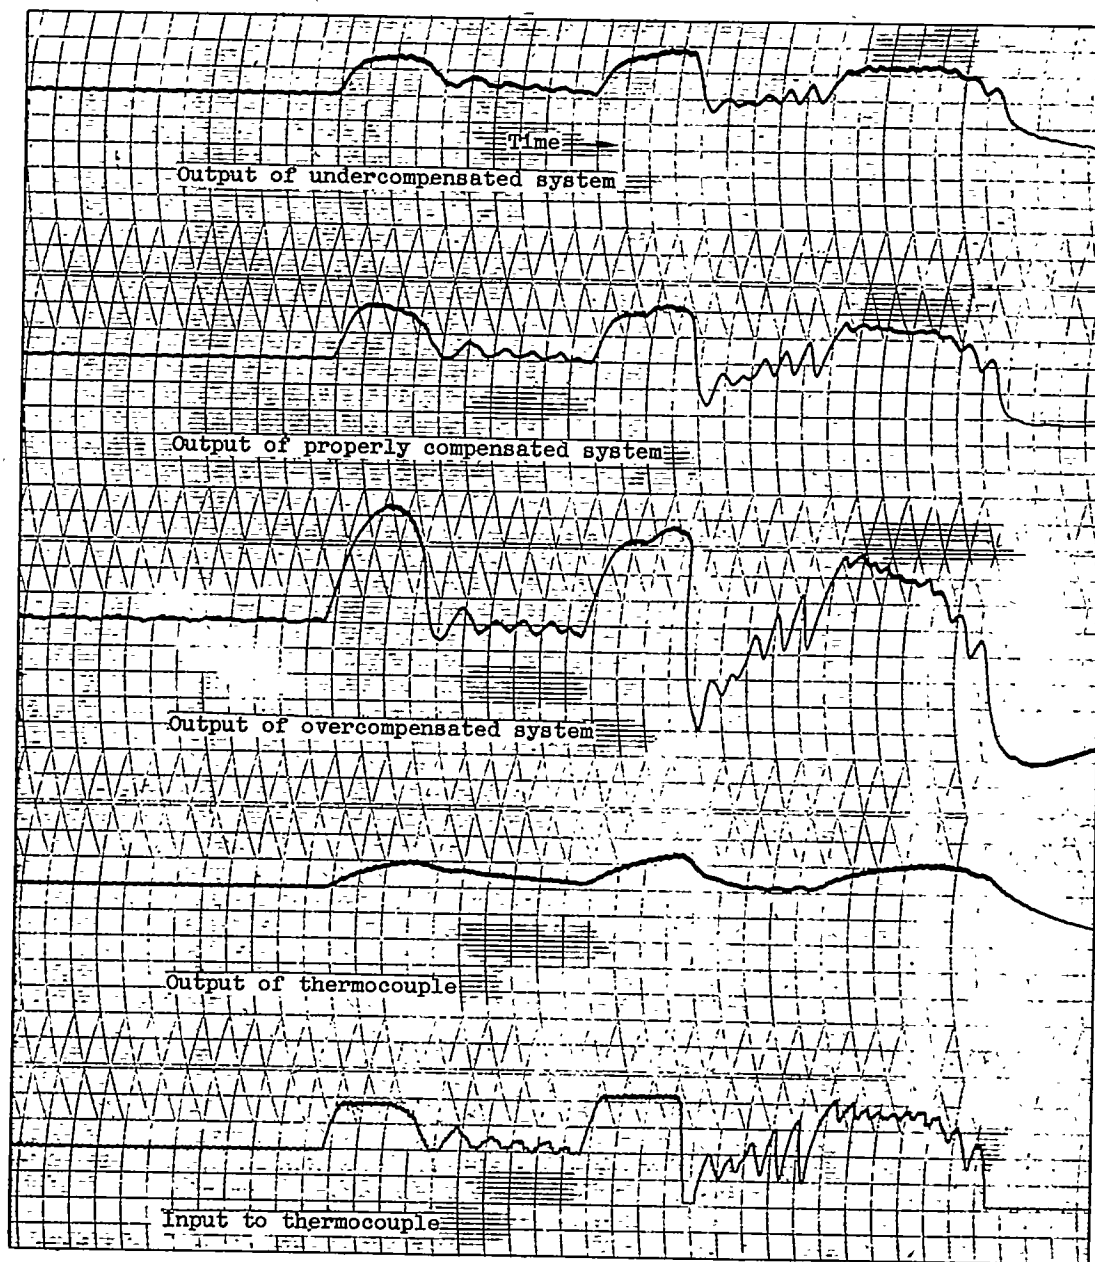 Time
Output of undercompensated system
Output of properly compensated system
Output of overcompensated system
Output of thermocouple
Input to thermocouple